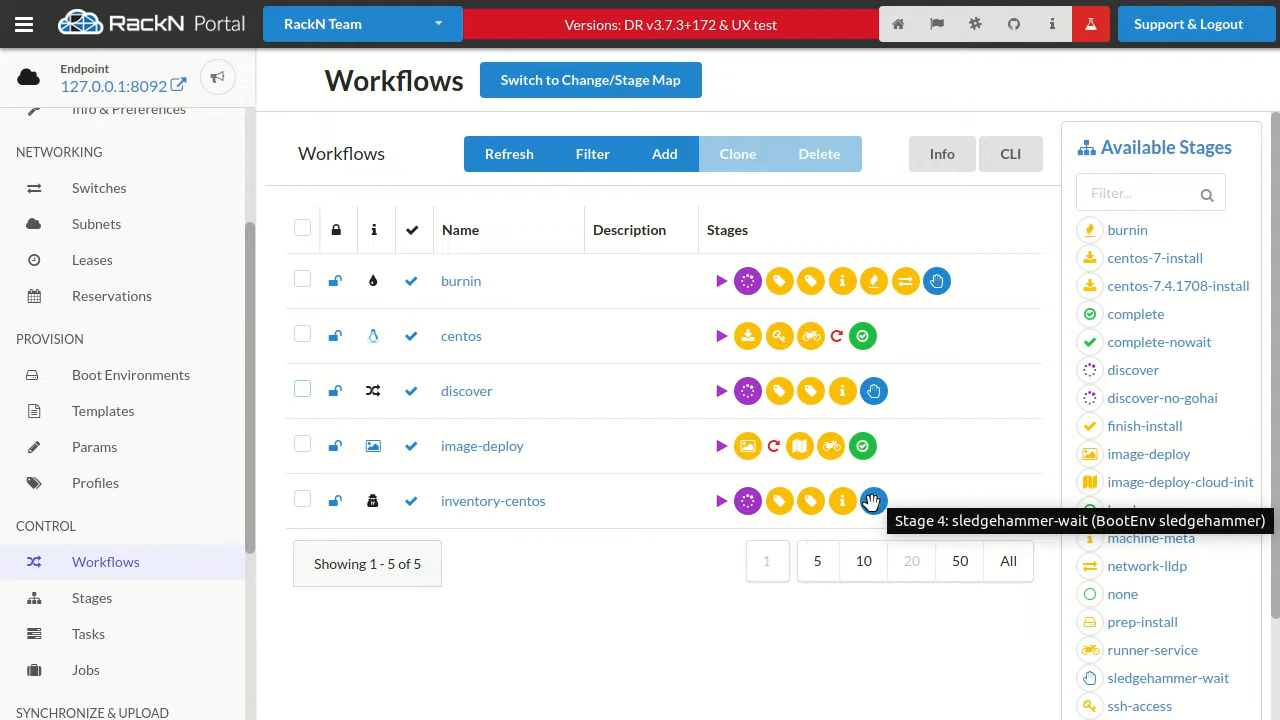 RackN Portal
RackN Team
Versions: DR v3.7.3+172 & UX test
Support & Logout
Endpoint
127.0.0.1:8092
Info & Preferences
NETWORKING
Switches
Subnets
Leases
Reservations
PROVISION
Boot Environments
Templates
Params
Profiles
CONTROL
Workflows
Stages
Tasks
Jobs
SYNCHRONIZE & UPLOAD
Workflows
Switch to Change/Stage Map
Workflows
Refresh Filter Add Clone Delete
Info CLI
Name Description Stages
burnin
centos
discover
image-deploy
inventory-centos
Stage 4: sledgehammer-wait (BootEnv sledgehammer)
Showing 1 - 5 of 5
1 5 10 20 50 All
Available Stages
Filter...
burnin
centos-7-install
centos-7.4.1708-install
complete
complete-nowait
discover
discover-no-gohai
finish-install
image-deploy
image-deploy-cloud-init
machine-meta
network-lldp
none
prep-install
runner-service
sledgehammer-wait
ssh-access